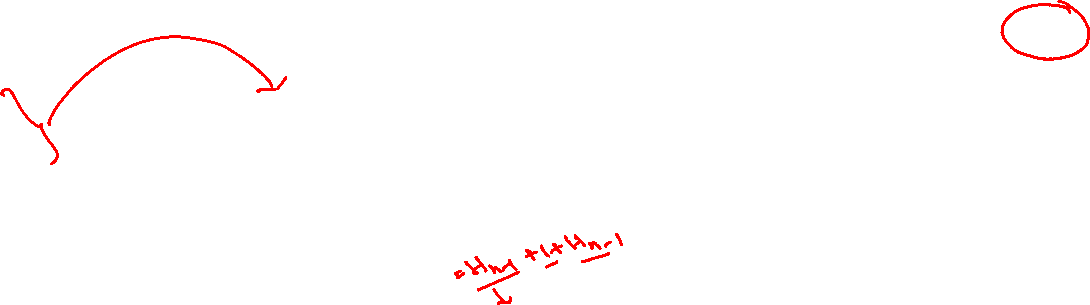 = Hn-1 + 1 + Hn-1